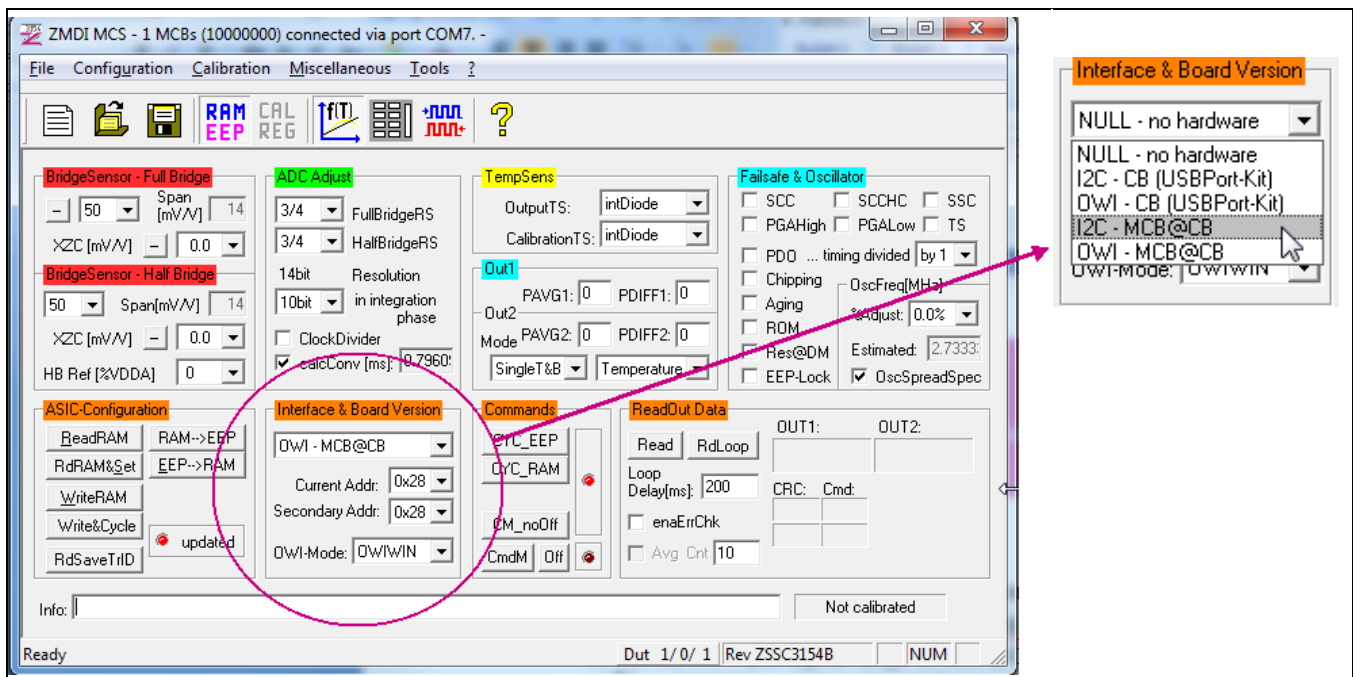 ZMDI MCS - 1 MCBs (10000000) connected via port COM7. -
File Configuration Calibration Miscellaneous Tools ?
RAM EEP
CAL REG
f(T)
BridgeSensor - Full Bridge
50 Span [mV/V] 14
XZC [mV/V] - 0.0
BridgeSensor - Half Bridge
50 Span[mV/V] 14
XZC [mV/V] - 0.0
HB Ref [%VDDA] 0
ADC Adjust
3/4 FullBridgeRS
3/4 HalfBridgeRS
14bit Resolution
10bit in integration
phase
ClockDivider
calcConv [ms]: 0.7960
TempSens
OutputTS: intDiode
CalibrationTS: intDiode
Out1
PAVG1: 0 PDIFF1: 0
Out2
Mode PAVG2: 0 PDIFF2: 0
SingleT&B Temperature
Failsafe & Oscillator
SCC SCCHC SSC
PGAHigh PGALow TS
PDO ... timing divided by 1
Chipping
Aging
ROM
Res@DM
EEP-Lock
OscFreq[MHz]
%Adjust: 0.0%
Estimated: 2.7333
OscSpreadSpec
ASIC-Configuration
ReadRAM RAM-->EEP
RdRAM&Set EEP-->RAM
WriteRAM
Write&Cycle
updated
RdSaveTrID
Interface & Board Version
OWI - MCB@CB
Current Addr: 0x28
Secondary Addr: 0x28
OWI-Mode: OWIWIN
Commands
CYC_EEP
CYC_RAM
CM_noOff
CmdM Off
ReadOut Data
Read RdLoop
Loop
Delay[ms]: 200
enaErrChk
Avg Cnt 10
OUT1: OUT2:
CRC: Cmd:
Info:
Not calibrated
Ready
Dut 1/ 0/ 1 Rev ZSSC3154B NUM
Interface & Board Version
NULL - no hardware
NULL - no hardware
I2C - CB (USBPort-Kit)
OWI - CB (USBPort-Kit)
I2C - MCB@CB
OWI - MCB@CB
OWI-Mode: OWIWIN